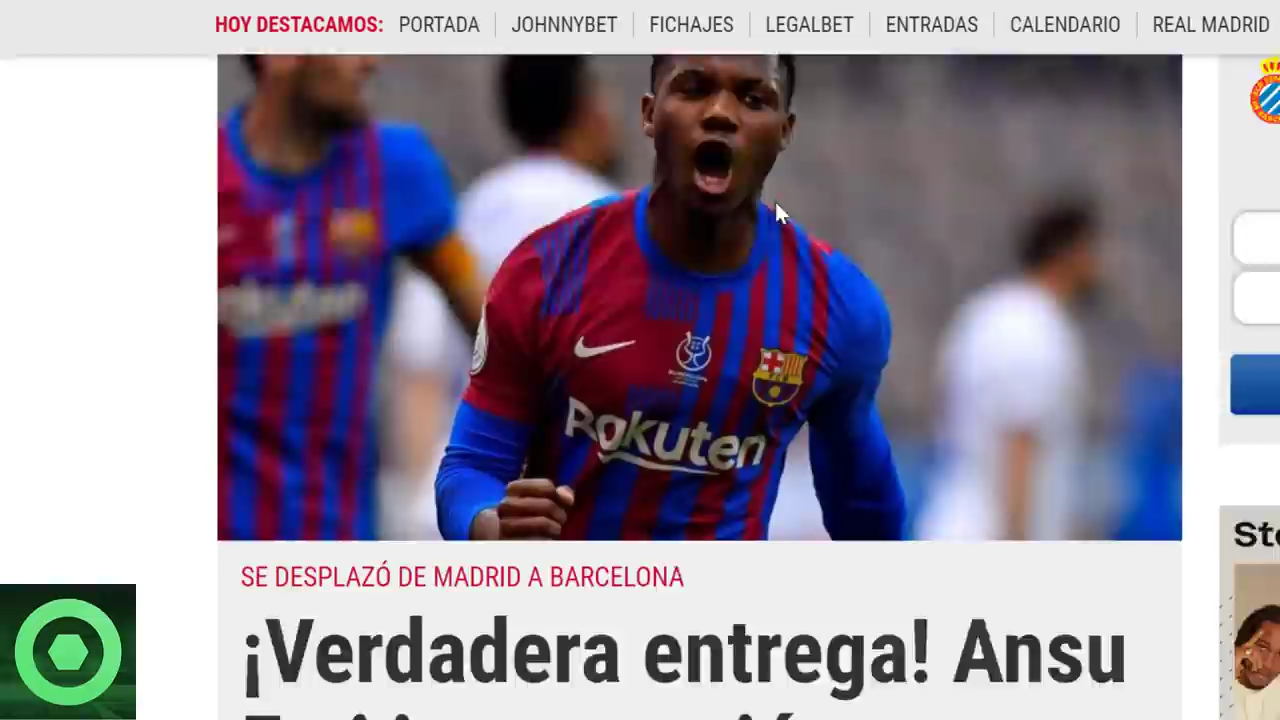 HOY DESTACAMOS: PORTADA JOHNNYBET FICHAJES LEGALBET ENTRADAS CALENDARIO REAL MADRID
Rakuten
SE DESPLAZÓ DE MADRID A BARCELONA
¡Verdadera entrega! Ansu